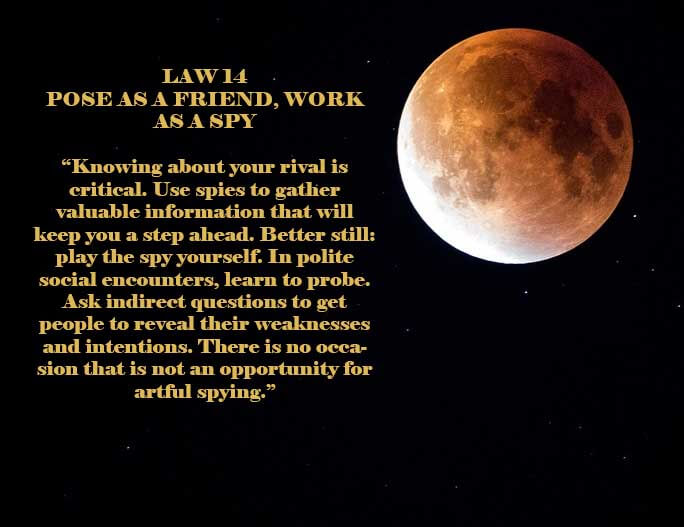 LAW 14
POSE AS A FRIEND, WORK
AS A SPY
“Knowing about your rival is
critical. Use spies to gather
valuable information that will
keep you a step ahead. Better still:
play the spy yourself. In polite
social encounters, learn to probe.
Ask indirect questions to get
people to reveal their weaknesses
and intentions. There is no occa-
sion that is not an opportunity for
artful spying.”